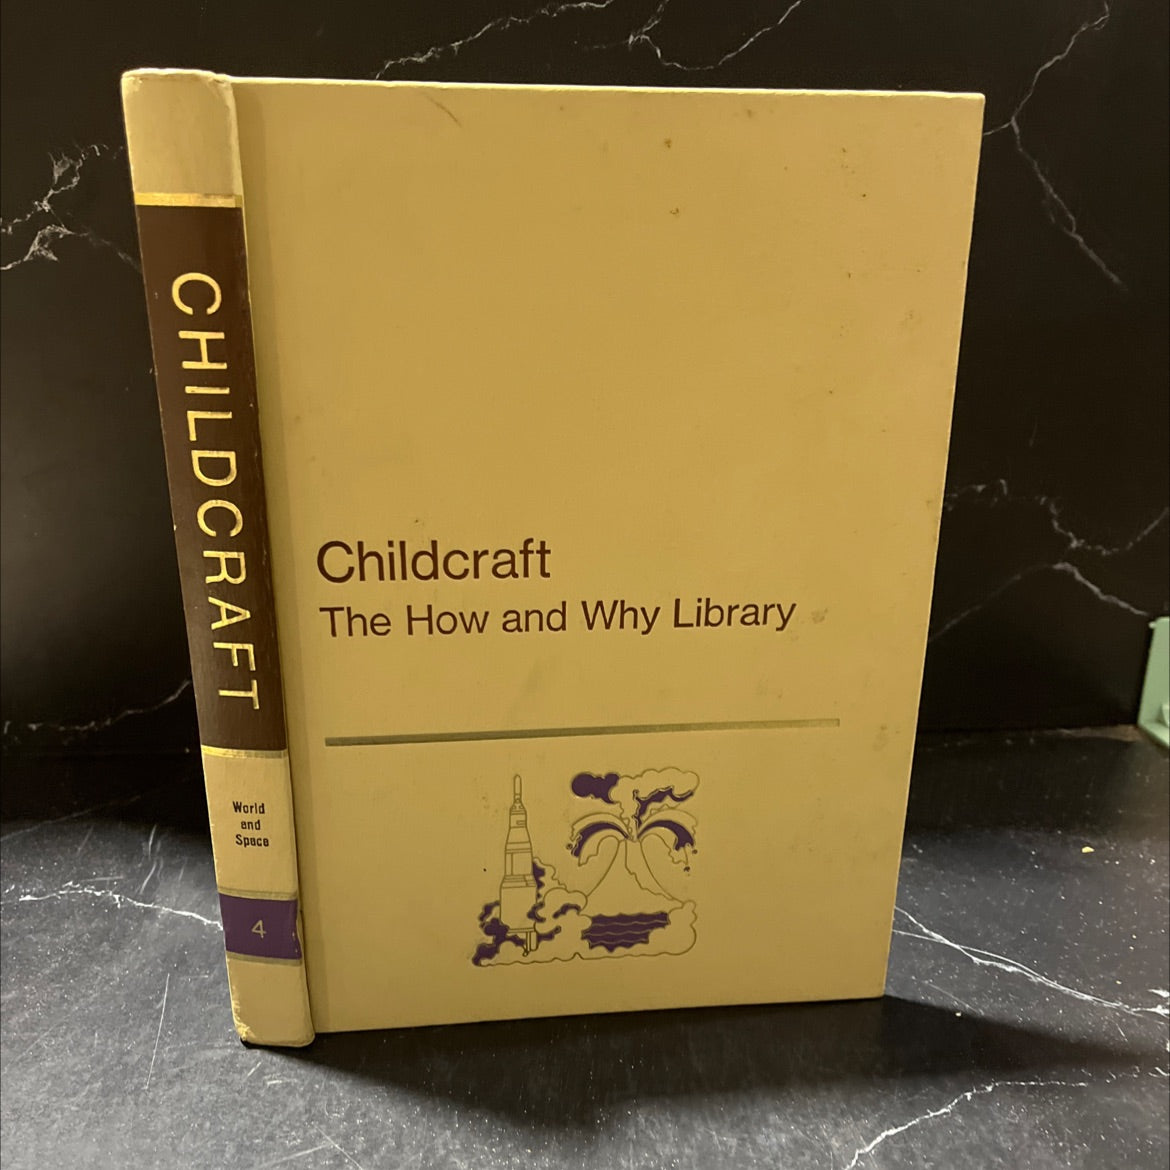 CHILDCRAFT
World
and
Space
4
Childcraft
The How and Why Library